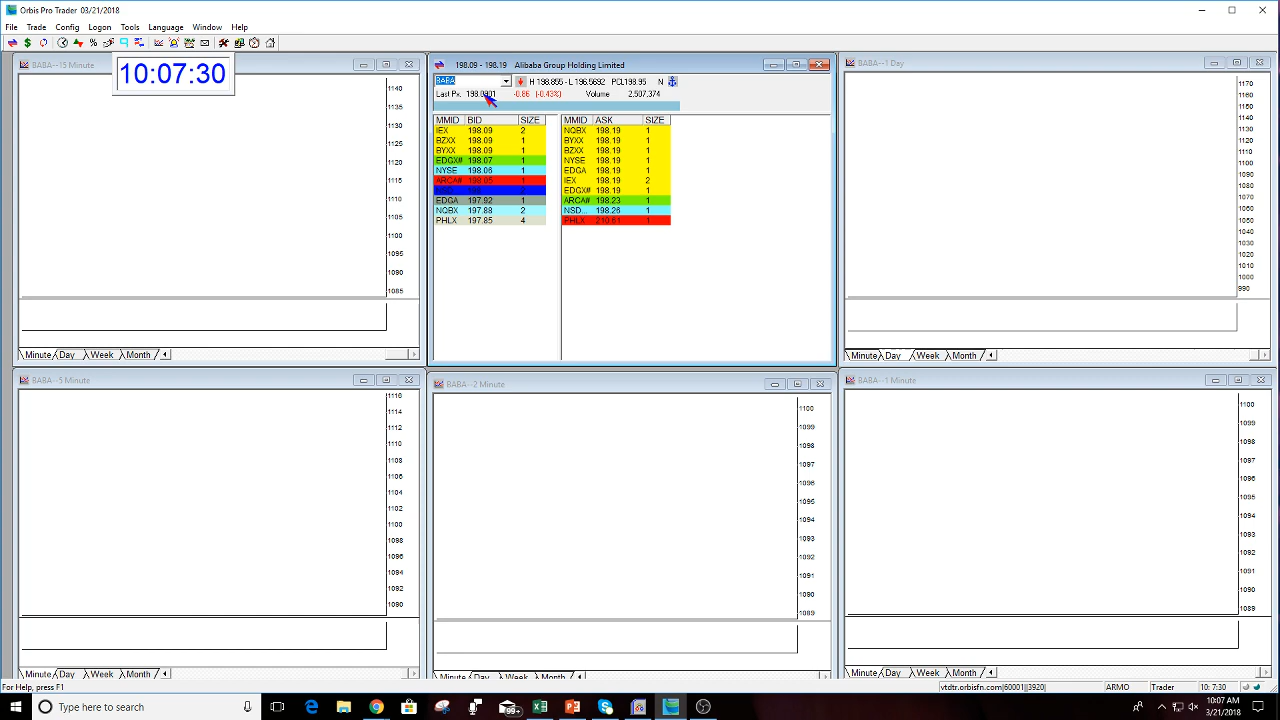 Orbis Pro Trader 03/21/2018
File Trade Config Logon Tools Language Window Help
10:07:30
BABA--15 Minute
1140
1135
1130
1125
1120
1115
1110
1105
1100
1095
1090
1085
Minute Day Week Month
198.09 - 198.19 Alibaba Group Holding Limited
BABA H 198.855 - L 196.5692 PCL198.95 N
Last Px. -0.86 (-0.43%) Volume 2,507,374
MMID BID SIZE
IEX 198.09 2
BZXX 198.09 1
BYXX 198.09 1
EDGX# 198.07 1
NYSE 198.06 1
ARCA# 198.05 1
EDGA 197.92 1
NQBX 197.88 2
PHLX 197.85 4
MMID ASK SIZE
NQBX 198.19 1
BYXX 198.19 1
BZXX 198.19 1
NYSE 198.19 1
EDGA 198.19 1
IEX 198.19 2
EDGX# 198.19 1
ARCA# 198.23 1
NSD... 198.26 1
PHLX 210.61 1
BABA--1 Day
1170
1160
1150
1140
1130
1120
1110
1100
1090
1080
1070
1060
1050
1040
1030
1020
1010
1000
990
Minute Day Week Month
BABA--5 Minute
1116
1114
1112
1110
1108
1106
1104
1102
1100
1098
1096
1094
1092
1090
Minute Day Week Month
BABA--2 Minute
1100
1099
1098
1097
1096
1095
1094
1093
1092
1091
1090
1089
Minute Day Week Month
BABA--1 Minute
1100
1099
1098
1097
1096
1095
1094
1093
1092
1091
1090
1089
Minute Day Week Month
For Help, press F1
vtdtr.orbisfn.com|60001||3920| ARMO Trader 10: 7:30
Type here to search
99+
10:07 AM
3/21/2018